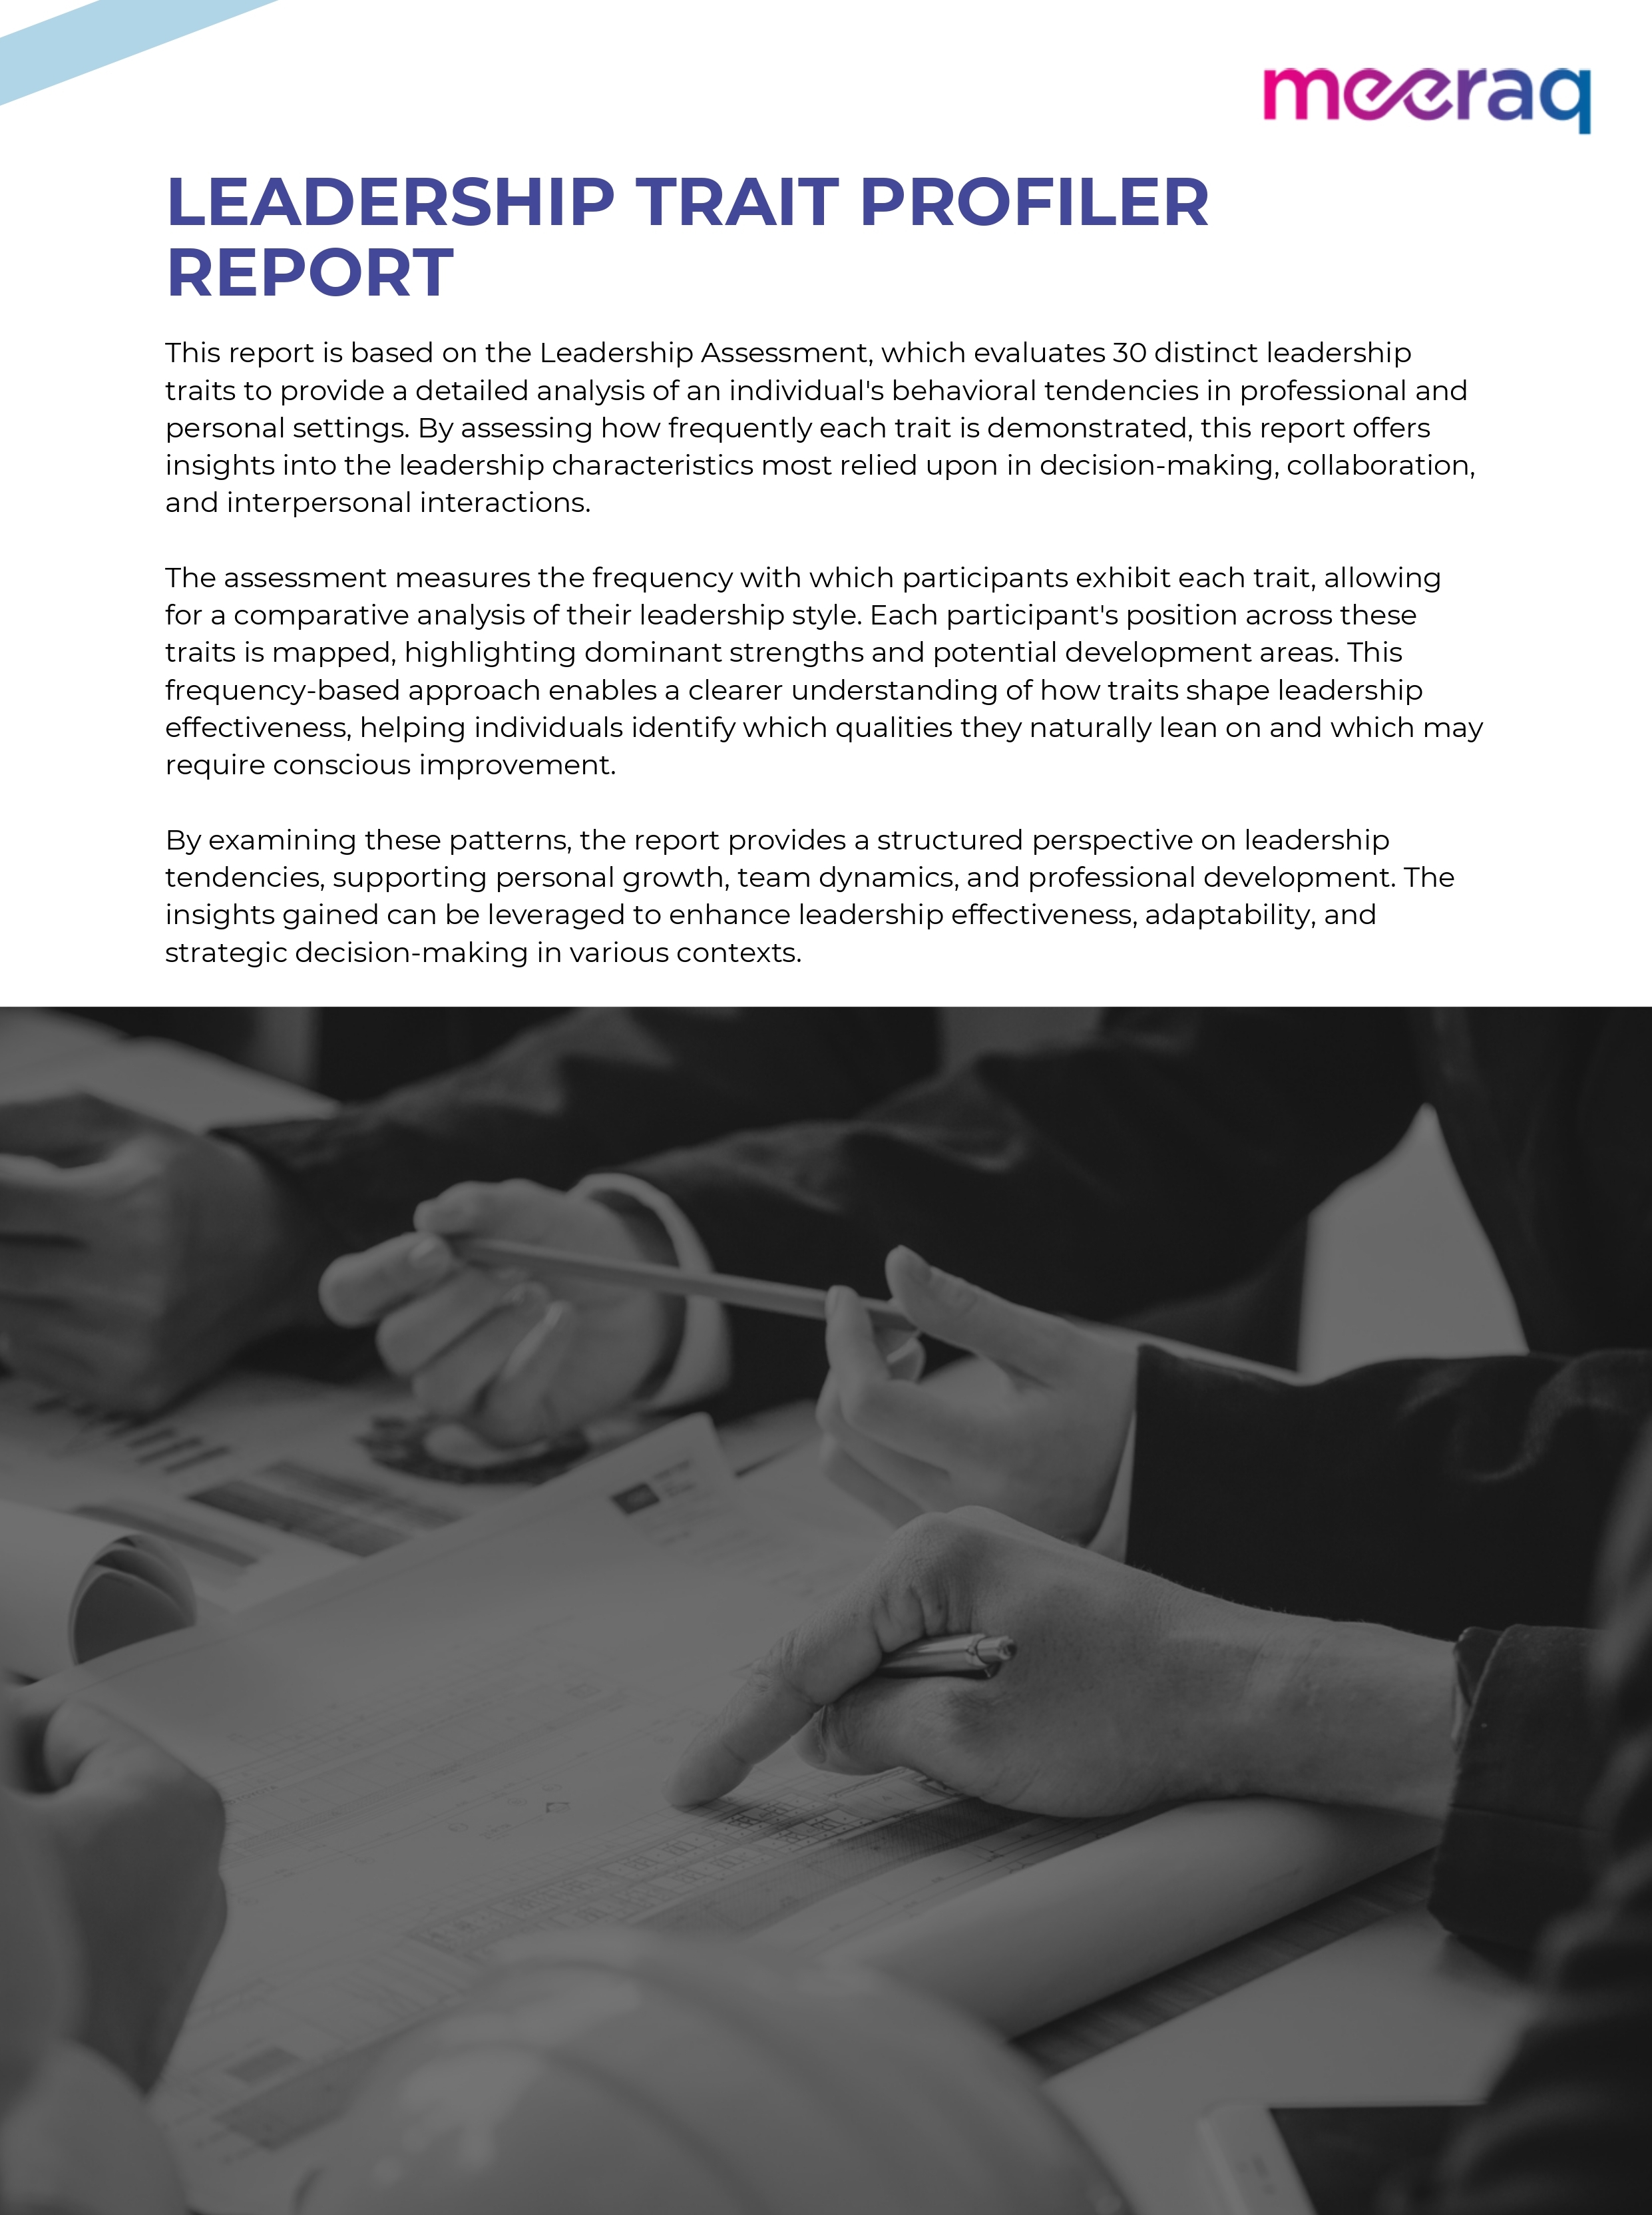 meeraq
LEADERSHIP TRAIT PROFILER
REPORT
This report is based on the Leadership Assessment, which evaluates 30 distinct leadership
traits to provide a detailed analysis of an individual's behavioral tendencies in professional and
personal settings. By assessing how frequently each trait is demonstrated, this report offers
insights into the leadership characteristics most relied upon in decision-making, collaboration,
and interpersonal interactions.
The assessment measures the frequency with which participants exhibit each trait, allowing
for a comparative analysis of their leadership style. Each participant's position across these
traits is mapped, highlighting dominant strengths and potential development areas. This
frequency-based approach enables a clearer understanding of how traits shape leadership
effectiveness, helping individuals identify which qualities they naturally lean on and which may
require conscious improvement.
By examining these patterns, the report provides a structured perspective on leadership
tendencies, supporting personal growth, team dynamics, and professional development. The
insights gained can be leveraged to enhance leadership effectiveness, adaptability, and
strategic decision-making in various contexts.